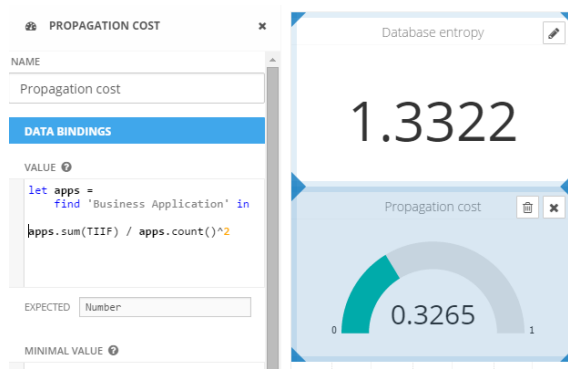 PROPAGATION COST
NAME
Propagation cost
DATA BINDINGS
VALUE
let apps =
find 'Business Application' in
apps.sum(TIIF) / apps.count()^2
EXPECTED Number
MINIMAL VALUE
Database entropy
1.3322
Propagation cost
0.3265
0
1